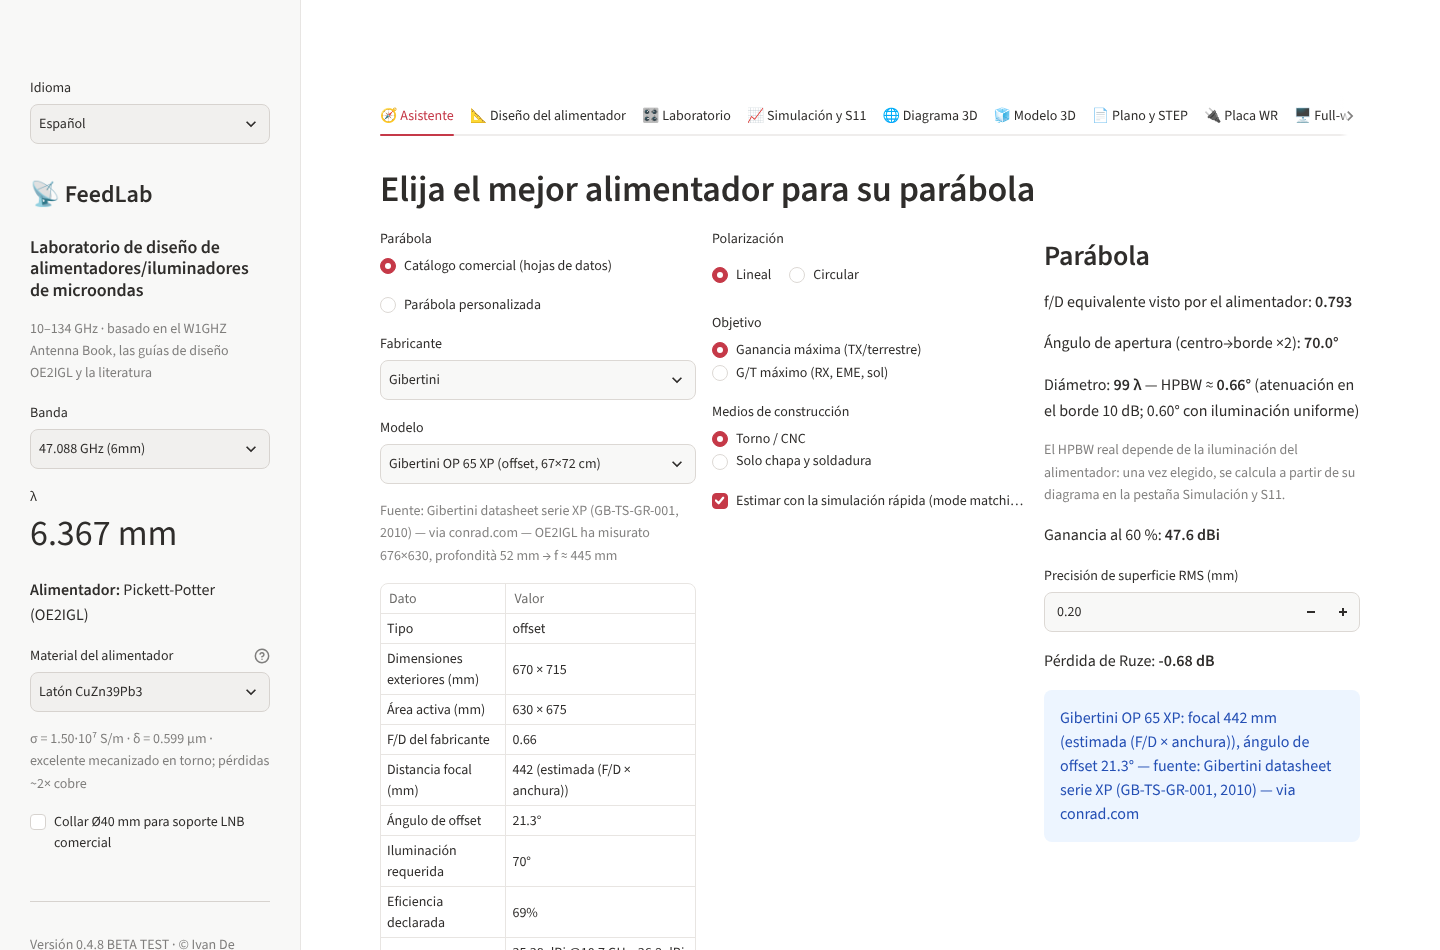 Idioma
Español
📡 FeedLab
Laboratorio de diseño de
alimentadores/iluminadores
de microondas
10–134 GHz · basado en el W1GHZ
Antenna Book, las guías de diseño
OE2IGL y la literatura
Banda
47.088 GHz (6mm)
λ
6.367 mm
Alimentador: Pickett-Potter
(OE2IGL)
Material del alimentador
Latón CuZn39Pb3
σ = 1.50·10⁷ S/m · δ = 0.599 µm ·
excelente mecanizado en torno; pérdidas
~2× cobre
Collar Ø40 mm para soporte LNB
comercial
Versión 0.4.8 BETA TEST · © Ivan De
🧭 Asistente 📐 Diseño del alimentador 🎛️ Laboratorio 📈 Simulación y S11 🌐 Diagrama 3D 🧊 Modelo 3D 📄 Plano y STEP 🔌 Placa WR 🖥️ Full-w
Elija el mejor alimentador para su parábola
Parábola
Catálogo comercial (hojas de datos)
Parábola personalizada
Fabricante
Gibertini
Modelo
Gibertini OP 65 XP (offset, 67×72 cm)
Fuente: Gibertini datasheet serie XP (GB-TS-GR-001,
2010) — via conrad.com — OE2IGL ha misurato
676×630, profondità 52 mm → f ≈ 445 mm
Dato Valor
Tipo offset
Dimensiones
exteriores (mm) 670 × 715
Área activa (mm) 630 × 675
F/D del fabricante 0.66
Distancia focal
(mm) 442 (estimada (F/D ×
anchura))
Ángulo de offset 21.3°
Iluminación
requerida 70°
Eficiencia
declarada 69%
Polarización
Lineal Circular
Objetivo
Ganancia máxima (TX/terrestre)
G/T máximo (RX, EME, sol)
Medios de construcción
Torno / CNC
Solo chapa y soldadura
Estimar con la simulación rápida (mode matchi…
Parábola
f/D equivalente visto por el alimentador: 0.793
Ángulo de apertura (centro→borde ×2): 70.0°
Diámetro: 99 λ — HPBW ≈ 0.66° (atenuación en
el borde 10 dB; 0.60° con iluminación uniforme)
El HPBW real depende de la iluminación del
alimentador: una vez elegido, se calcula a partir de su
diagrama en la pestaña Simulación y S11.
Ganancia al 60 %: 47.6 dBi
Precisión de superficie RMS (mm)
0.20
Pérdida de Ruze: -0.68 dB
Gibertini OP 65 XP: focal 442 mm
(estimada (F/D × anchura)), ángulo de
offset 21.3° — fuente: Gibertini datasheet
serie XP (GB-TS-GR-001, 2010) — via
conrad.com